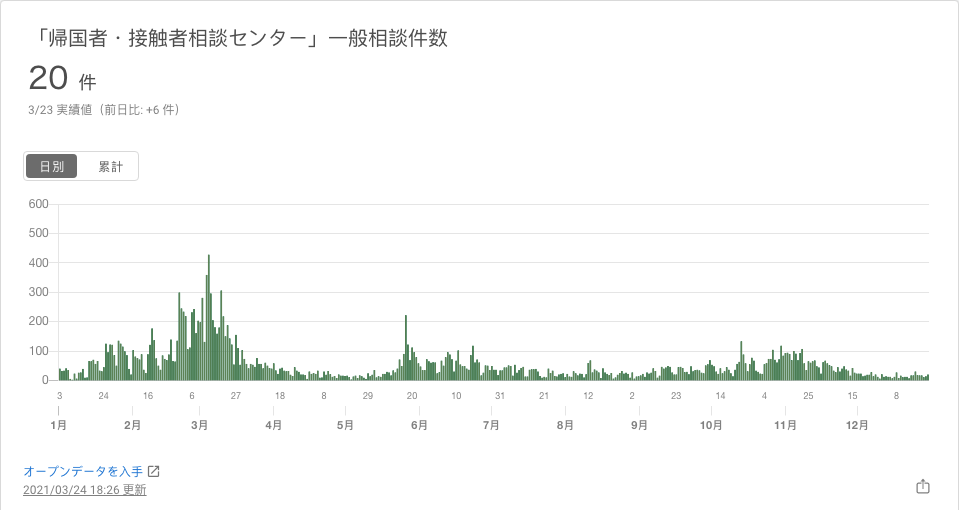 「帰国者・接触者相談センター」一般相談件数
20 件
3/23 実績値（前日比: +6 件）
日別 累計
600
500
400
300
200
100
0
3 24 16 6 27 18 8 29 20 10 31 21 12 2 23 14 4 25 15 8
1月 2月 3月 4月 5月 6月 7月 8月 9月 10月 11月 12月
オープンデータを入手
2021/03/24 18:26 更新